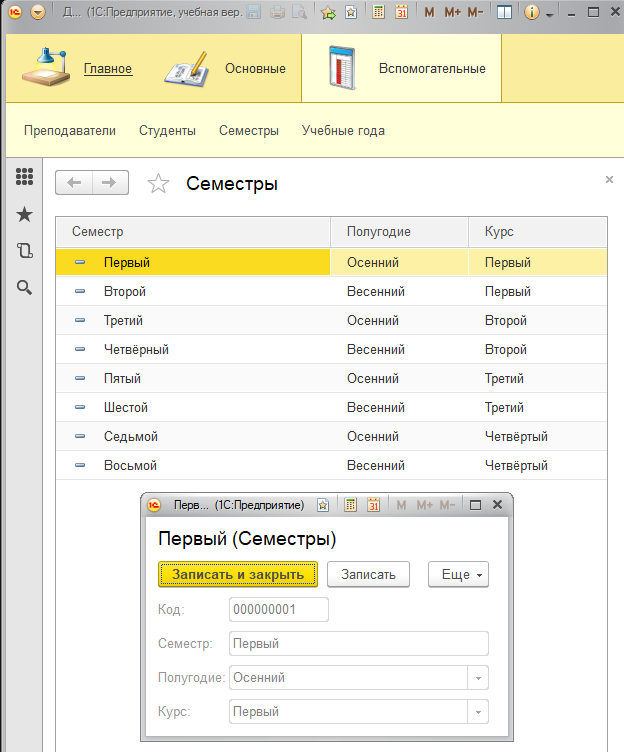 Д... (1С:Предприятие, учебная вер.
M M+ M-
Главное Основные Вспомогательные
Преподаватели Студенты Семестры Учебные года
Семестры
Семестр Полугодие Курс
Первый Осенний Первый
Второй Весенний Первый
Третий Осенний Второй
Четвёрный Весенний Второй
Пятый Осенний Третий
Шестой Весенний Третий
Седьмой Осенний Четвёртый
Восьмой Весенний Четвёртый
Перв... (1С:Предприятие) 31 M M+ M-
Первый (Семестры)
Записать и закрыть Записать Еще
Код: 000000001
Семестр: Первый
Полугодие: Осенний
Курс: Первый